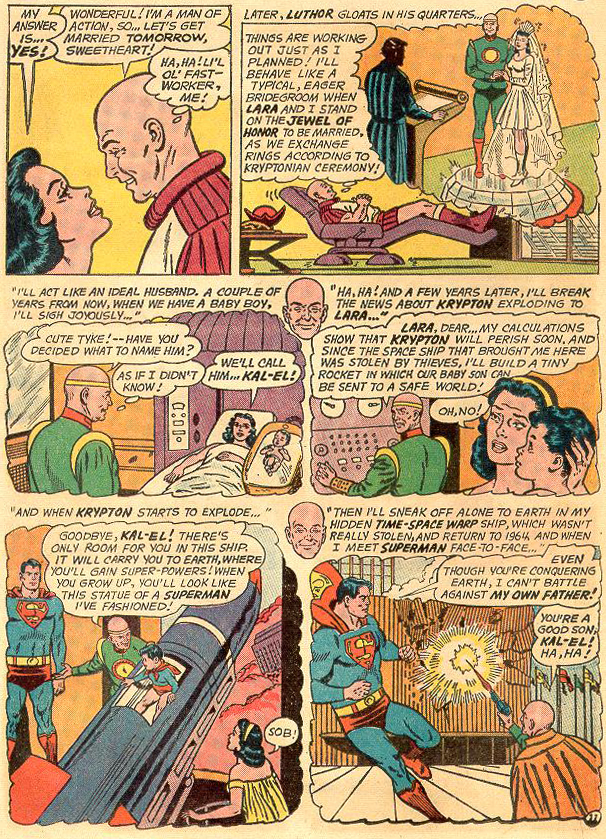 MY
ANSWER
IS...
YES!
WONDERFUL! I'M A MAN OF
ACTION, SO... LET'S GET
MARRIED TOMORROW,
SWEETHEART!
HA, HA! LI'L
OL' FAST-
WORKER,
ME!
LATER, LUTHOR GLOATS IN HIS QUARTERS...
THINGS ARE WORKING
OUT JUST AS I
PLANNED! I'LL
BEHAVE LIKE A
TYPICAL, EAGER
BRIDEGROOM WHEN
LARA AND I STAND
ON THE JEWEL OF
HONOR TO BE MARRIED,
AS WE EXCHANGE
RINGS ACCORDING TO
KRYPTONIAN CEREMONY!
"I'LL ACT LIKE AN IDEAL HUSBAND. A COUPLE OF
YEARS FROM NOW, WHEN WE HAVE A BABY BOY,
I'LL SIGH JOYOUSLY..."
CUTE TYKE!--HAVE YOU
DECIDED WHAT TO NAME HIM?
AS IF I DIDN'T
KNOW!
WE'LL CALL
HIM... KAL-EL!
"HA, HA! AND A FEW YEARS LATER, I'LL BREAK
THE NEWS ABOUT KRYPTON EXPLODING TO
LARA..."
LARA, DEAR... MY CALCULATIONS
SHOW THAT KRYPTON WILL PERISH SOON, AND
SINCE THE SPACE SHIP THAT BROUGHT ME HERE
WAS STOLEN BY THIEVES, I'LL BUILD A TINY
ROCKET IN WHICH OUR BABY SON CAN
BE SENT TO A SAFE WORLD!
OH, NO!
"AND WHEN KRYPTON STARTS TO EXPLODE..."
GOODBYE, KAL-EL! THERE'S
ONLY ROOM FOR YOU IN THIS SHIP.
IT WILL CARRY YOU TO EARTH, WHERE
YOU'LL GAIN SUPER-POWERS! WHEN
YOU GROW UP, YOU'LL LOOK LIKE
THIS STATUE OF A SUPERMAN
I'VE FASHIONED!
SOB!
"THEN I'LL SNEAK OFF ALONE TO EARTH IN MY
HIDDEN TIME-SPACE WARP SHIP, WHICH WASN'T
REALLY STOLEN, AND RETURN TO 1964, AND WHEN
I MEET SUPERMAN FACE-TO-FACE..."
EVEN
THOUGH YOU'RE CONQUERING
EARTH, I CAN'T BATTLE
AGAINST MY OWN FATHER!
YOU'RE A
GOOD SON,
KAL-EL!
HA, HA!